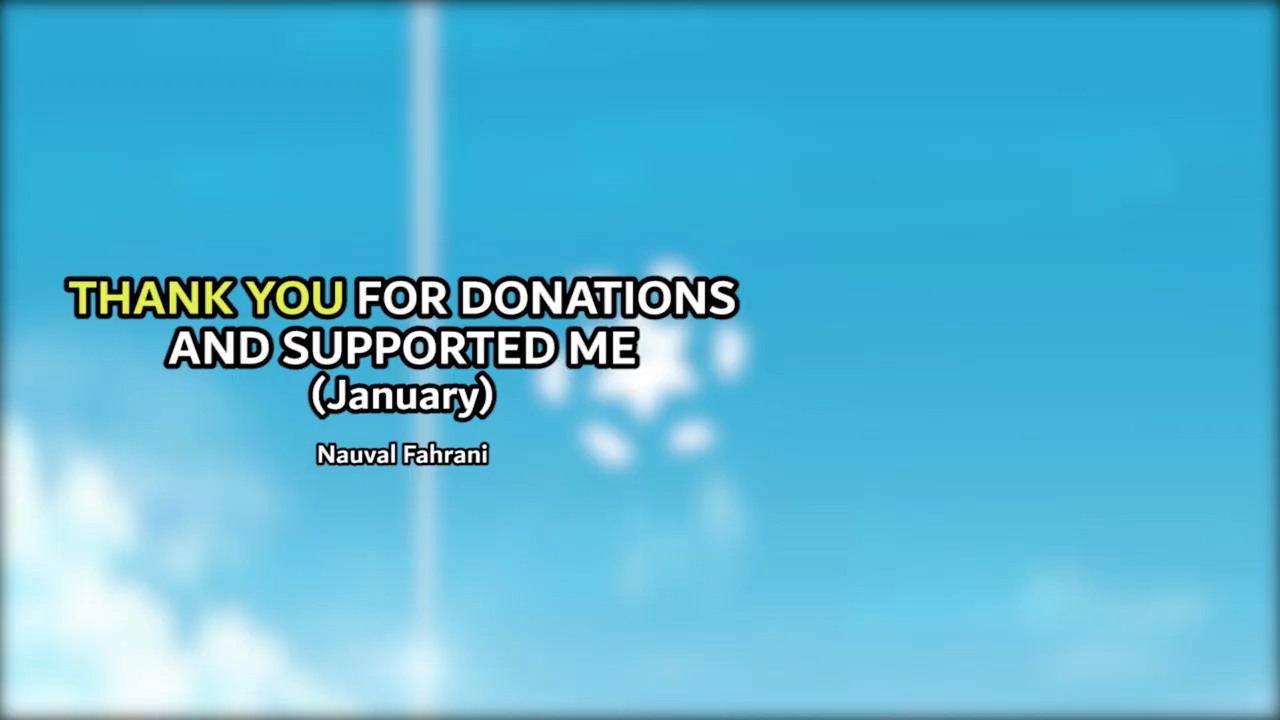 THANK YOU FOR DONATIONS
AND SUPPORTED ME
(January)
Nauval Fahrani